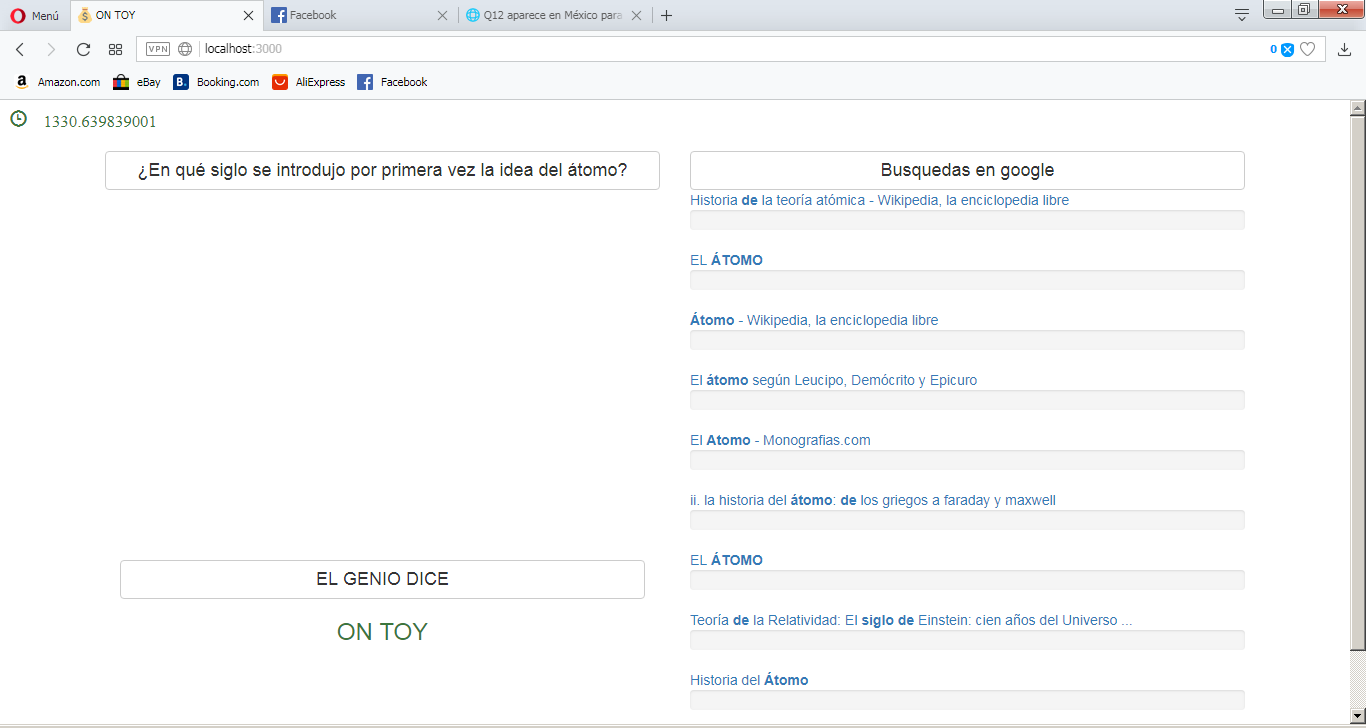 Menú
ON TOY
Facebook
Q12 aparece en México para
VPN
localhost:3000
0
Amazon.com
eBay
B.
Booking.com
AliExpress
Facebook
1330.639839001
¿En qué siglo se introdujo por primera vez la idea del átomo?
EL GENIO DICE
ON TOY
Busquedas en google
Historia de la teoría atómica - Wikipedia, la enciclopedia libre
EL ÁTOMO
Átomo - Wikipedia, la enciclopedia libre
El átomo según Leucipo, Demócrito y Epicuro
El Atomo - Monografias.com
ii. la historia del átomo: de los griegos a faraday y maxwell
EL ÁTOMO
Teoría de la Relatividad: El siglo de Einstein: cien años del Universo ...
Historia del Átomo